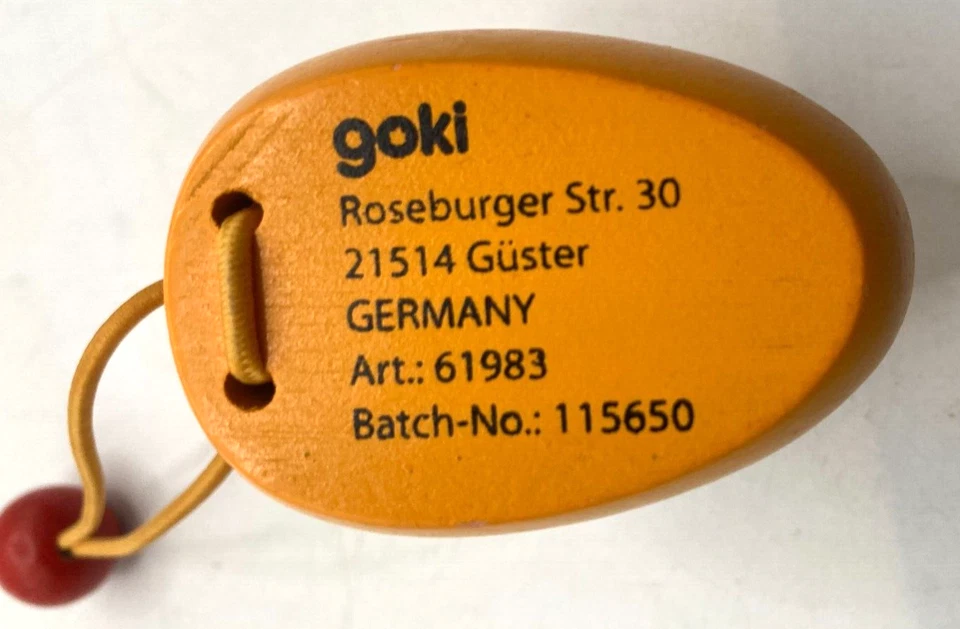 goki
Roseburger Str. 30
21514 Güster
GERMANY
Art.: 61983
Batch-No.: 115650